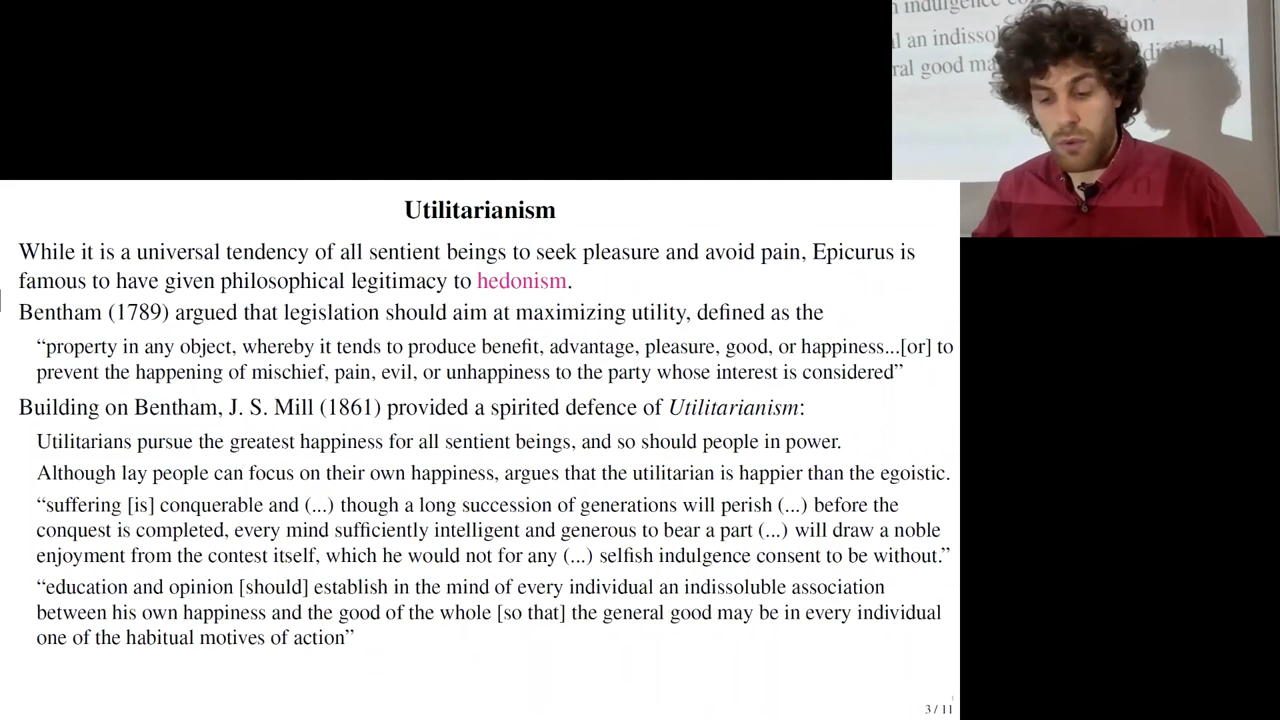 indulgence
al an indissol
ion
ral good ma
dividual
Utilitarianism
While it is a universal tendency of all sentient beings to seek pleasure and avoid pain, Epicurus is
famous to have given philosophical legitimacy to hedonism.
Bentham (1789) argued that legislation should aim at maximizing utility, defined as the
“property in any object, whereby it tends to produce benefit, advantage, pleasure, good, or happiness...[or] to
prevent the happening of mischief, pain, evil, or unhappiness to the party whose interest is considered”
Building on Bentham, J. S. Mill (1861) provided a spirited defence of Utilitarianism:
Utilitarians pursue the greatest happiness for all sentient beings, and so should people in power.
Although lay people can focus on their own happiness, argues that the utilitarian is happier than the egoistic.
“suffering [is] conquerable and (...) though a long succession of generations will perish (...) before the
conquest is completed, every mind sufficiently intelligent and generous to bear a part (...) will draw a noble
enjoyment from the contest itself, which he would not for any (...) selfish indulgence consent to be without.”
“education and opinion [should] establish in the mind of every individual an indissoluble association
between his own happiness and the good of the whole [so that] the general good may be in every individual
one of the habitual motives of action”
3 / 11